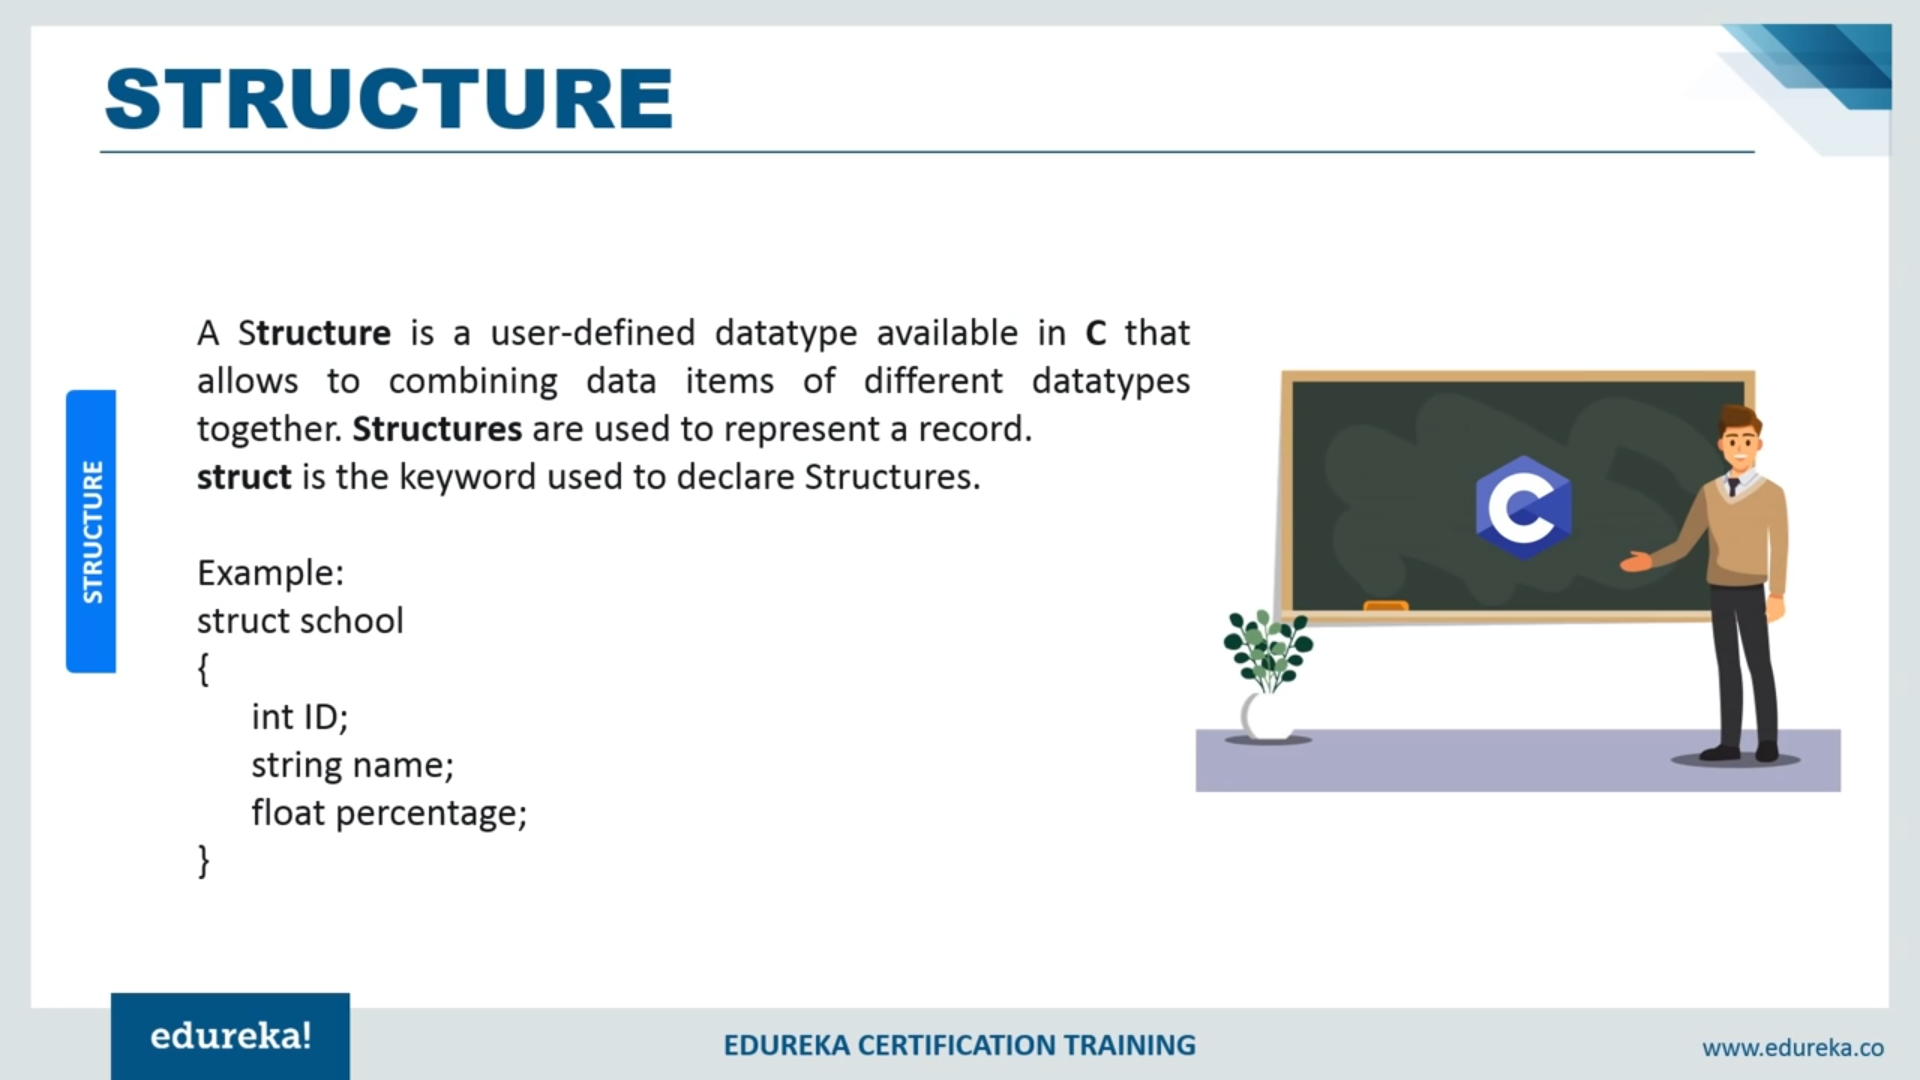 STRUCTURE
A Structure is a user-defined datatype available in C that
allows to combining data items of different datatypes
together. Structures are used to represent a record.
struct is the keyword used to declare Structures.
STRUCTURE
Example:
struct school
{
int ID;
string name;
float percentage;
}
C
edureka!
EDUREKA CERTIFICATION TRAINING
www.edureka.co